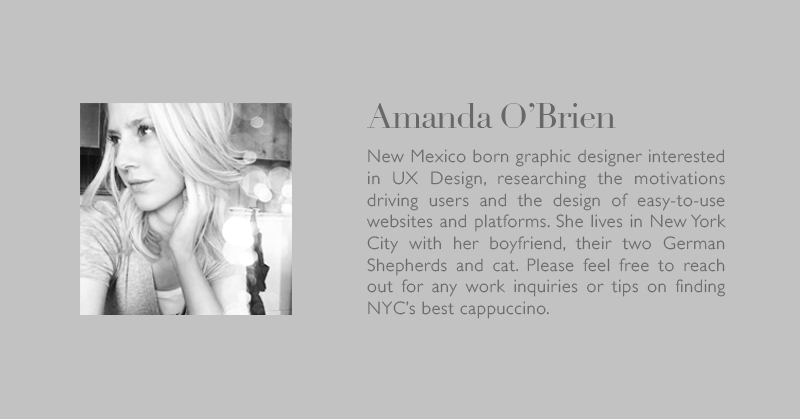 Amanda O’Brien
New Mexico born graphic designer interested
in UX Design, researching the motivations
driving users and the design of easy-to-use
websites and platforms. She lives in New York
City with her boyfriend, their two German
Shepherds and cat. Please feel free to reach
out for any work inquiries or tips on finding
NYC’s best cappuccino.